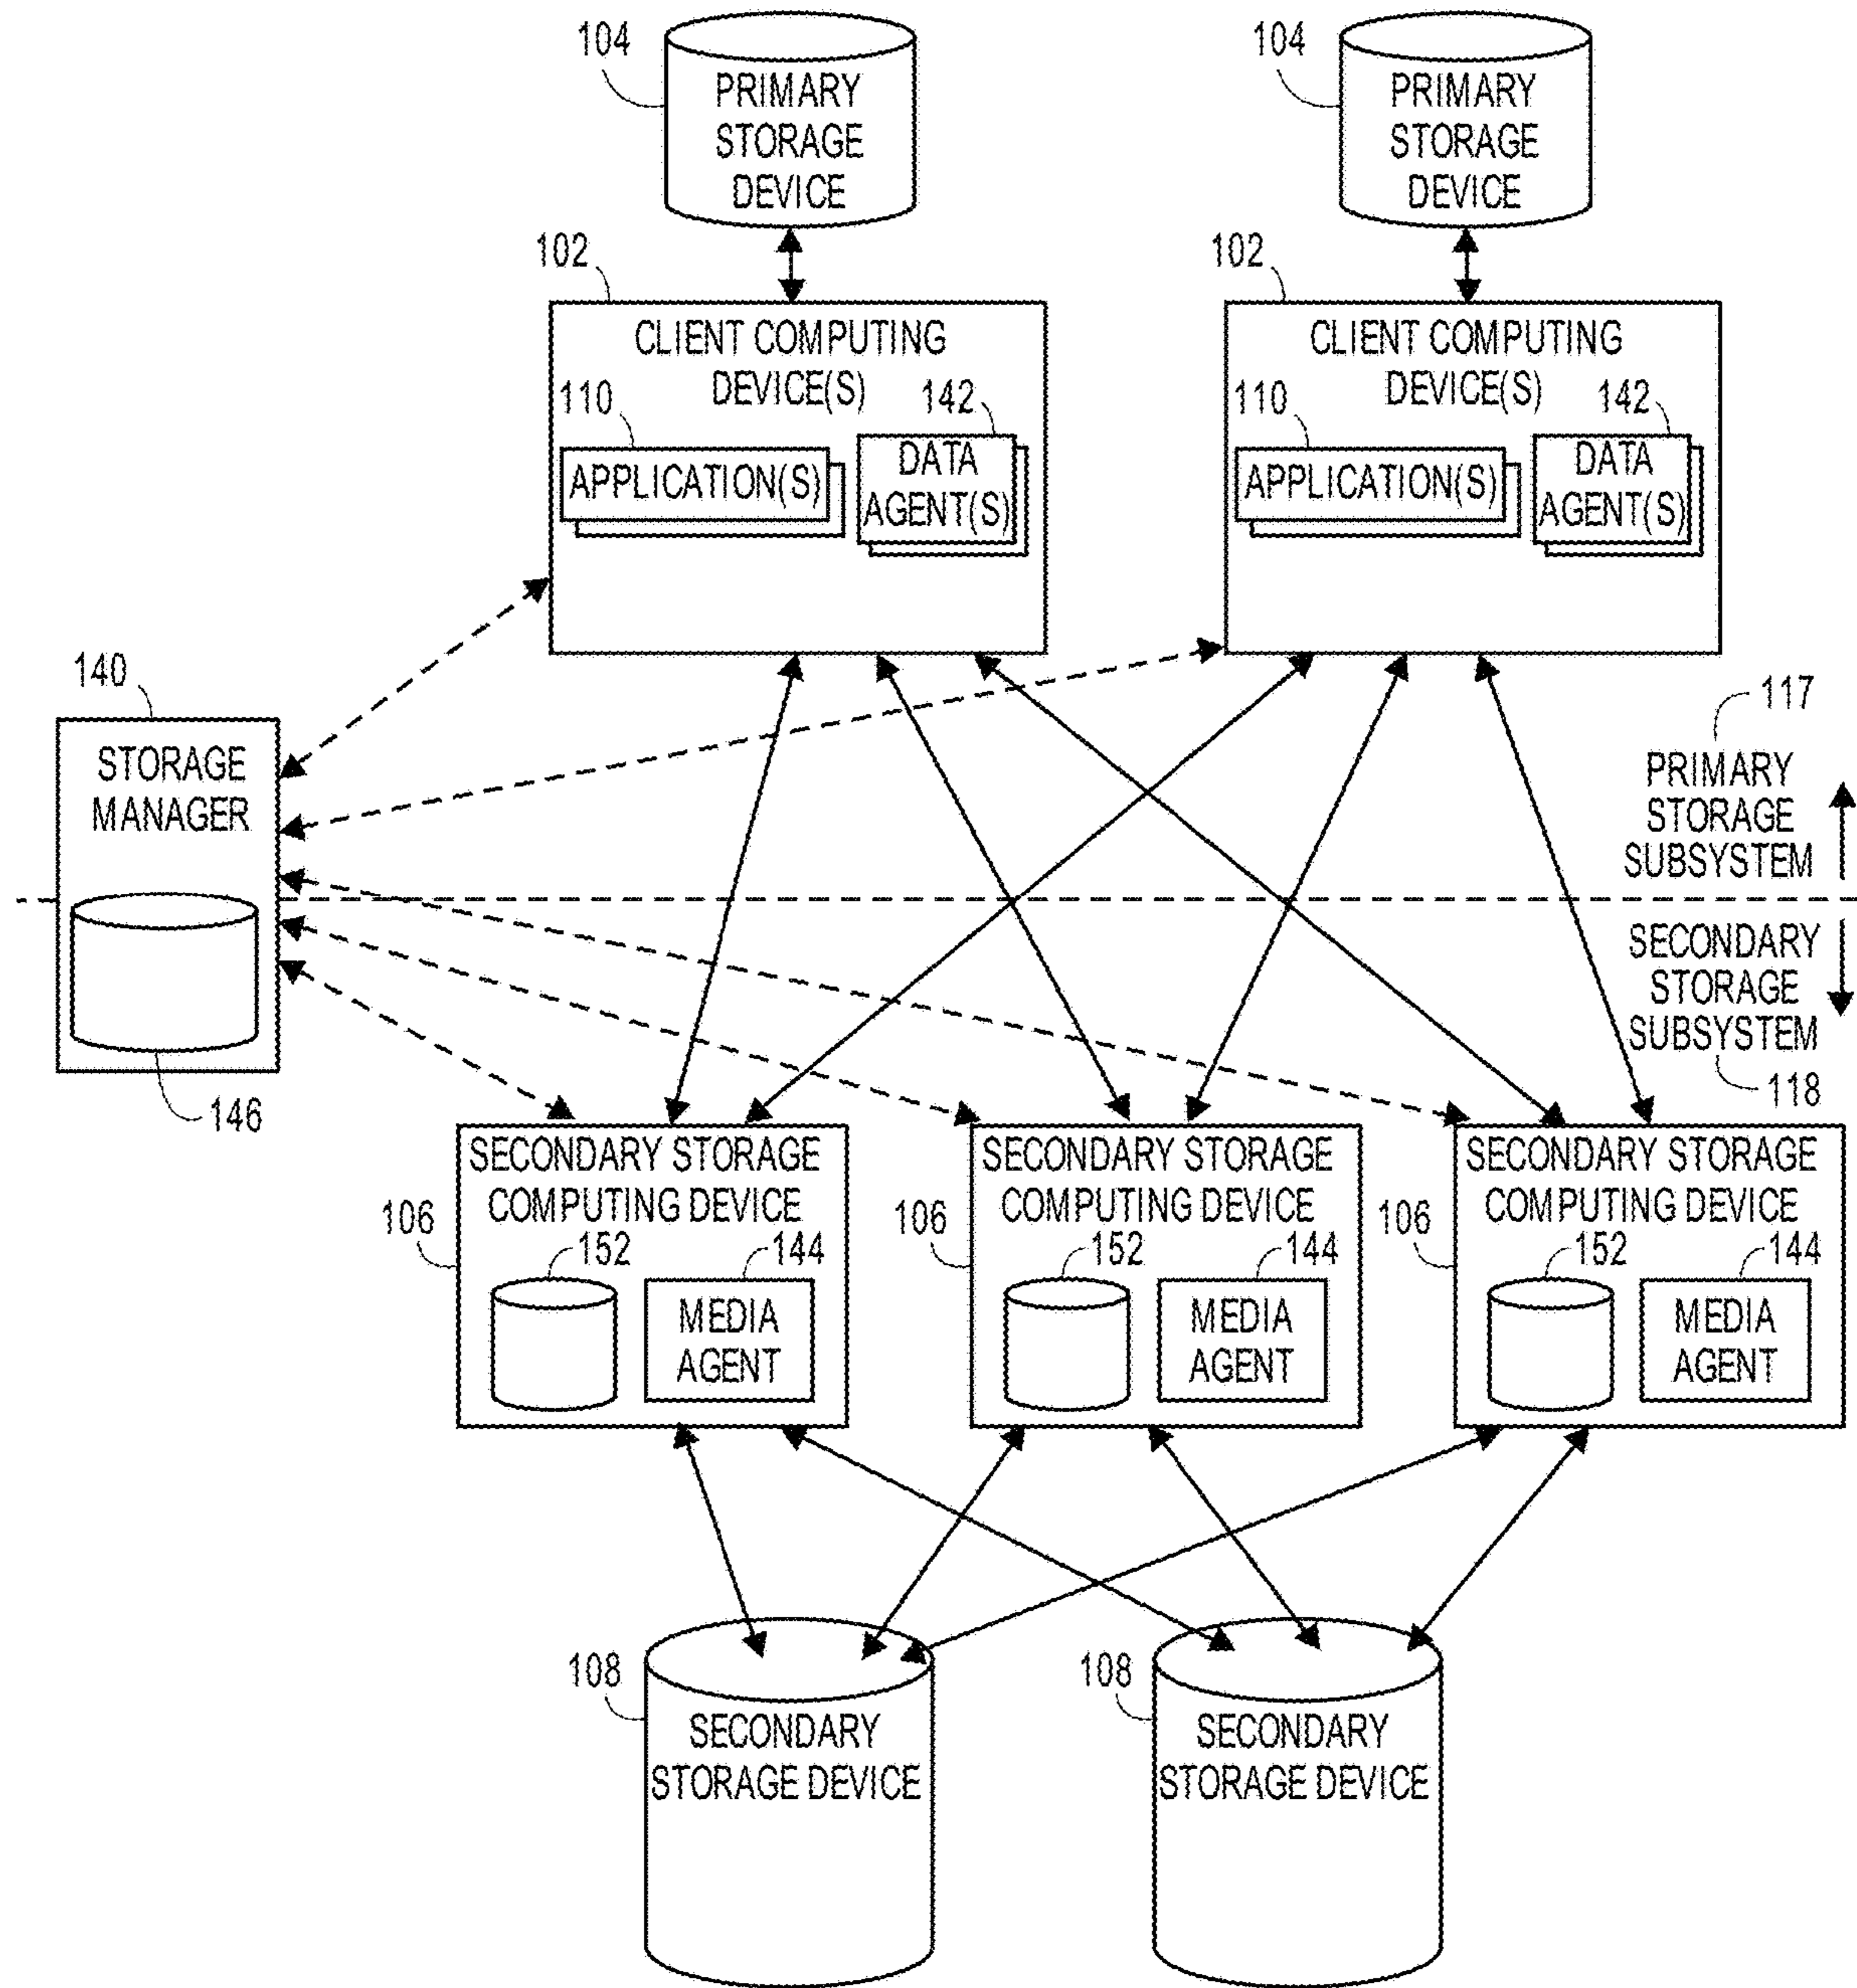 104
PRIMARY
STORAGE
DEVICE
104
PRIMARY
STORAGE
DEVICE
102
CLIENT COMPUTING
DEVICE(S)
110
142
APPLICATION(S)
DATA
AGENT(S)
102
CLIENT COMPUTING
DEVICE(S)
110
142
APPLICATION(S)
DATA
AGENT(S)
140
STORAGE
MANAGER
146
117
PRIMARY
STORAGE
SUBSYSTEM
SECONDARY
STORAGE
SUBSYSTEM
118
SECONDARY STORAGE
COMPUTING DEVICE
106
152
144
MEDIA
AGENT
SECONDARY STORAGE
COMPUTING DEVICE
106
152
144
MEDIA
AGENT
SECONDARY STORAGE
COMPUTING DEVICE
106
152
144
MEDIA
AGENT
108
SECONDARY
STORAGE DEVICE
108
SECONDARY
STORAGE DEVICE